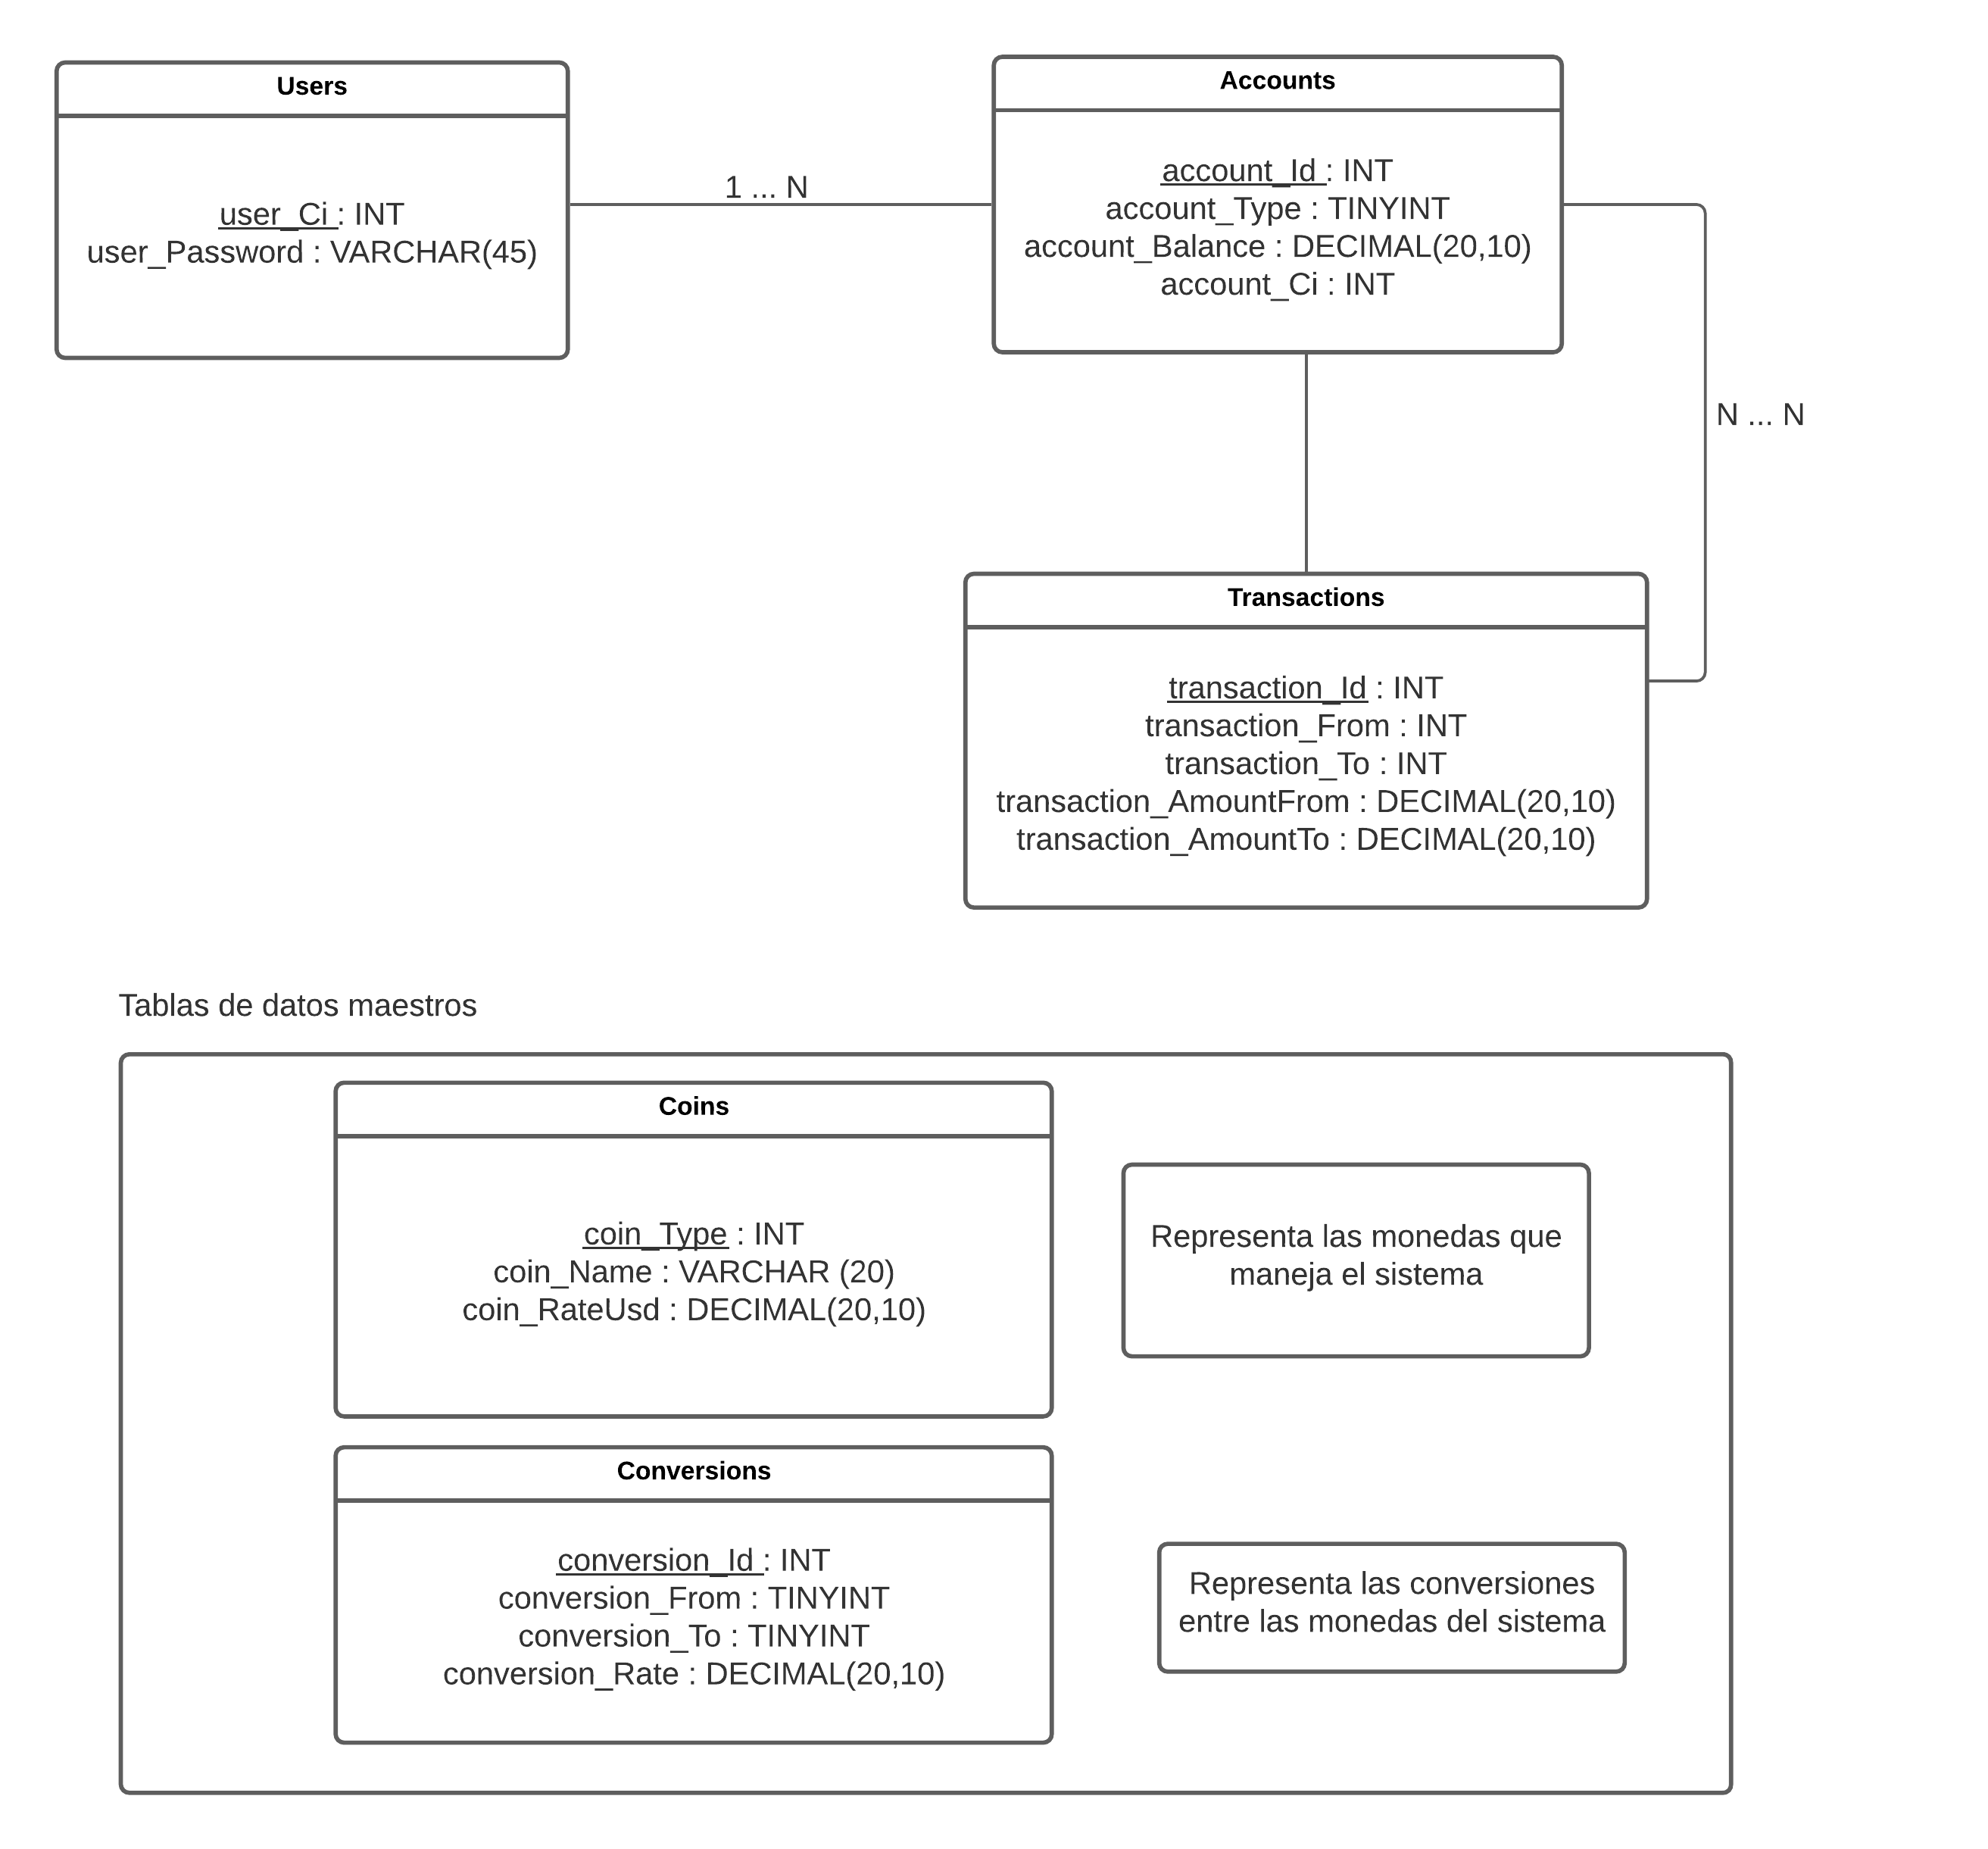 Users
user_Ci : INT
user_Password : VARCHAR(45)
1 ... N
Accounts
account_Id : INT
account_Type : TINYINT
account_Balance : DECIMAL(20,10)
account_Ci : INT
N ... N
Transactions
transaction_Id : INT
transaction_From : INT
transaction_To : INT
transaction_AmountFrom : DECIMAL(20,10)
transaction_AmountTo : DECIMAL(20,10)
Tablas de datos maestros
Coins
coin_Type : INT
coin_Name : VARCHAR (20)
coin_RateUsd : DECIMAL(20,10)
Representa las monedas que
maneja el sistema
Conversions
conversion_Id : INT
conversion_From : TINYINT
conversion_To : TINYINT
conversion_Rate : DECIMAL(20,10)
Representa las conversiones
entre las monedas del sistema